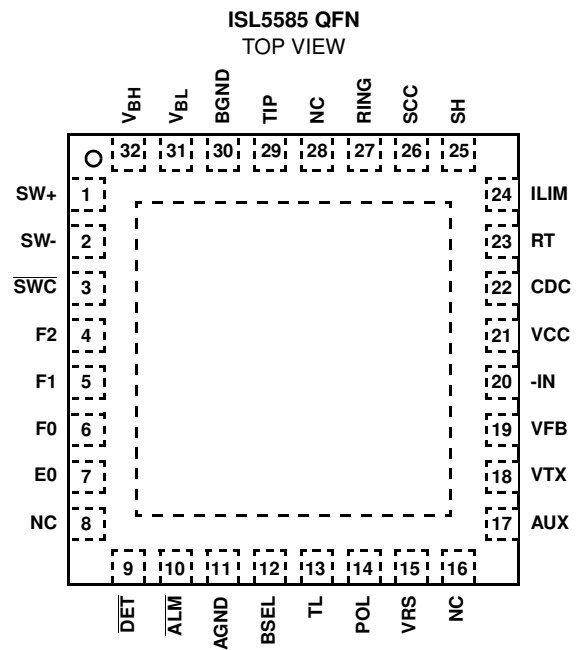 ISL5585 QFN
TOP VIEW
VBH
VBL
BGND
TIP
NC
RING
SCC
SH
32 31 30 29 28 27 26 25
SW+ 1
SW- 2
SWC 3
F2 4
F1 5
F0 6
E0 7
NC 8
24 ILIM
23 RT
22 CDC
21 VCC
20 -IN
19 VFB
18 VTX
17 AUX
9 10 11 12 13 14 15 16
DET
ALM
AGND
BSEL
TL
POL
VRS
NC